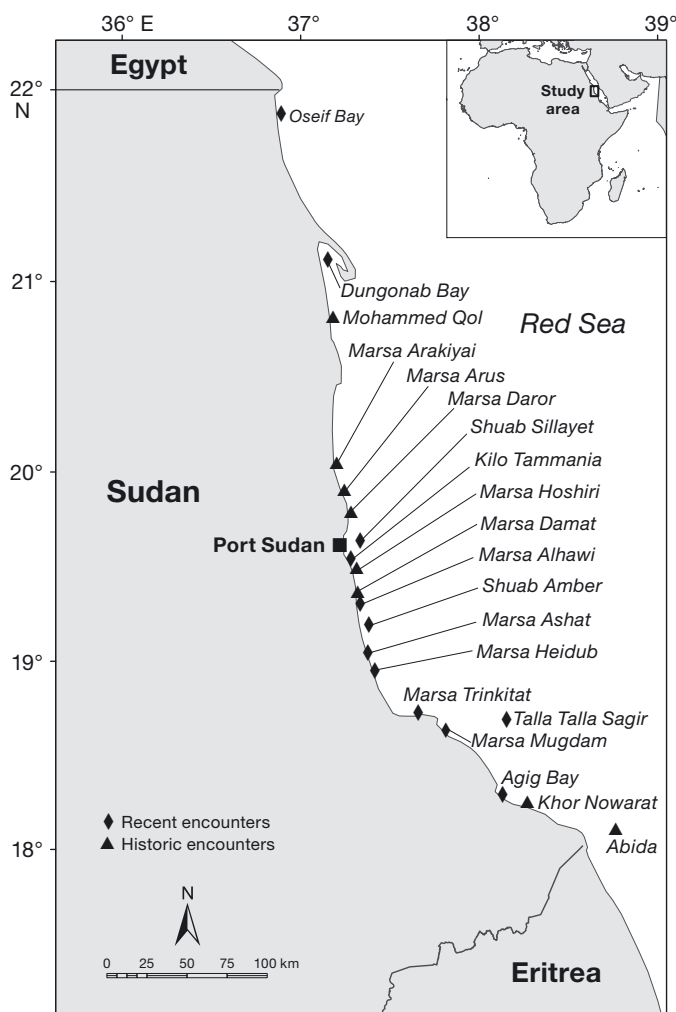 36° E
37°
38°
39°
Egypt
22°
N
Oseif Bay
Study
area
21°
Dungonab Bay
Mohammed Qol
Red Sea
Marsa Arakiyai
Marsa Arus
Marsa Daror
Shuab Sillayet
20°
Kilo Tammania
Sudan
Marsa Hoshiri
Marsa Damat
Port Sudan
Marsa Alhawi
Shuab Amber
Marsa Ashat
19°
Marsa Heidub
Marsa Trinkitat
Talla Talla Sagir
Marsa Mugdam
Agig Bay
Khor Nowarat
Recent encounters
Historic encounters
18°
Abida
N
0 25 50 75 100 km
Eritrea